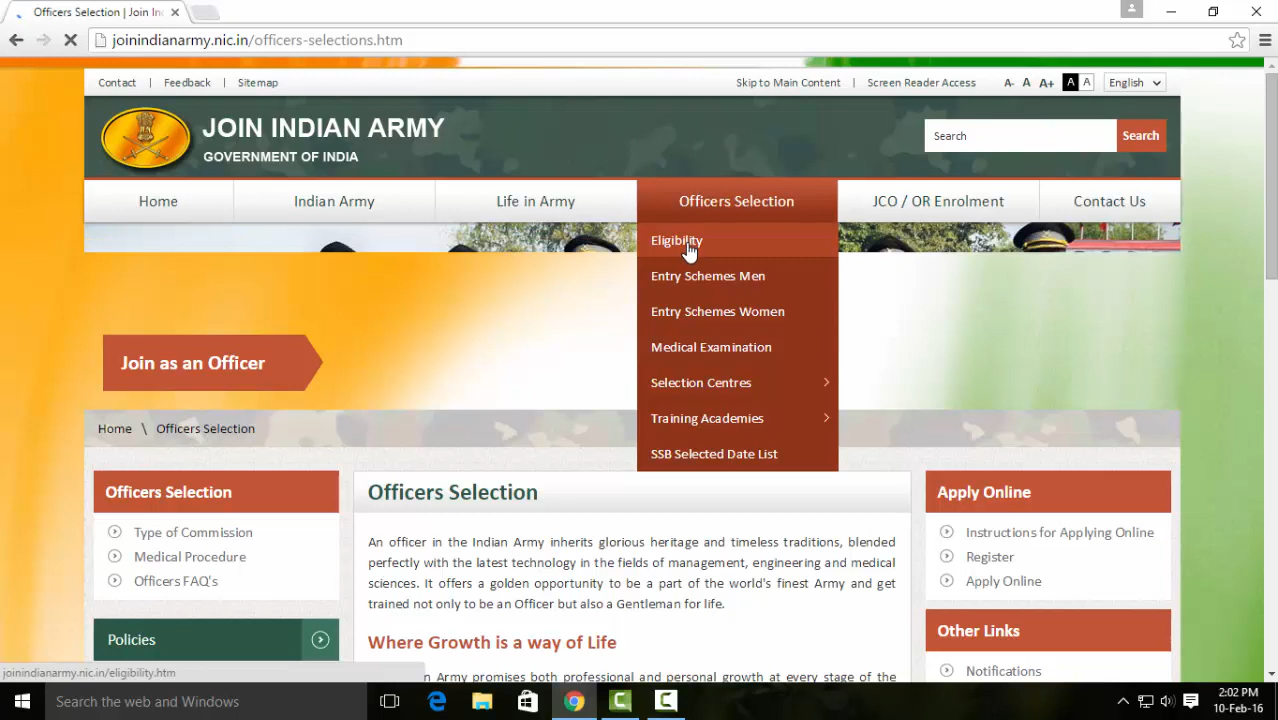 Officers Selection | Join In
joinindianarmy.nic.in/officers-selections.htm
Contact | Feedback | Sitemap
Skip to Main Content | Screen Reader Access A- A A+ A A English
JOIN INDIAN ARMY
GOVERNMENT OF INDIA
Search Search
Home Indian Army Life in Army Officers Selection JCO / OR Enrolment Contact Us
Eligibility
Entry Schemes Men
Entry Schemes Women
Medical Examination
Selection Centres
Training Academies
SSB Selected Date List
Join as an Officer
Home \ Officers Selection
Officers Selection
Type of Commission
Medical Procedure
Officers FAQ's
Policies
Officers Selection
An officer in the Indian Army inherits glorious heritage and timeless traditions, blended
perfectly with the latest technology in the fields of management, engineering and medical
sciences. It offers a golden opportunity to be a part of the world's finest Army and get
trained not only to be an Officer but also a Gentleman for life.
Where Growth is a way of Life
n Army promises both professional and personal growth at every stage of the
Apply Online
Instructions for Applying Online
Register
Apply Online
Other Links
Notifications
joinindianarmy.nic.in/eligibility.htm
Search the web and Windows
2:02 PM
10-Feb-16